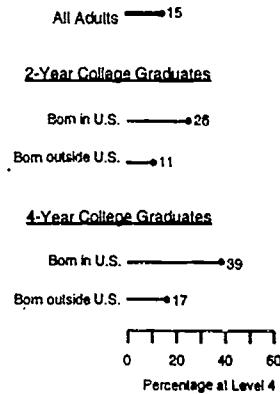 All Adults 15
2-Year Collage Graduates
Born in U.S. 26
Born outside U.S. 11
4-Year College Graduates
Born in U.S. 39
Born outside U.S. 17
0 20 40 60
Percentage at Level 4